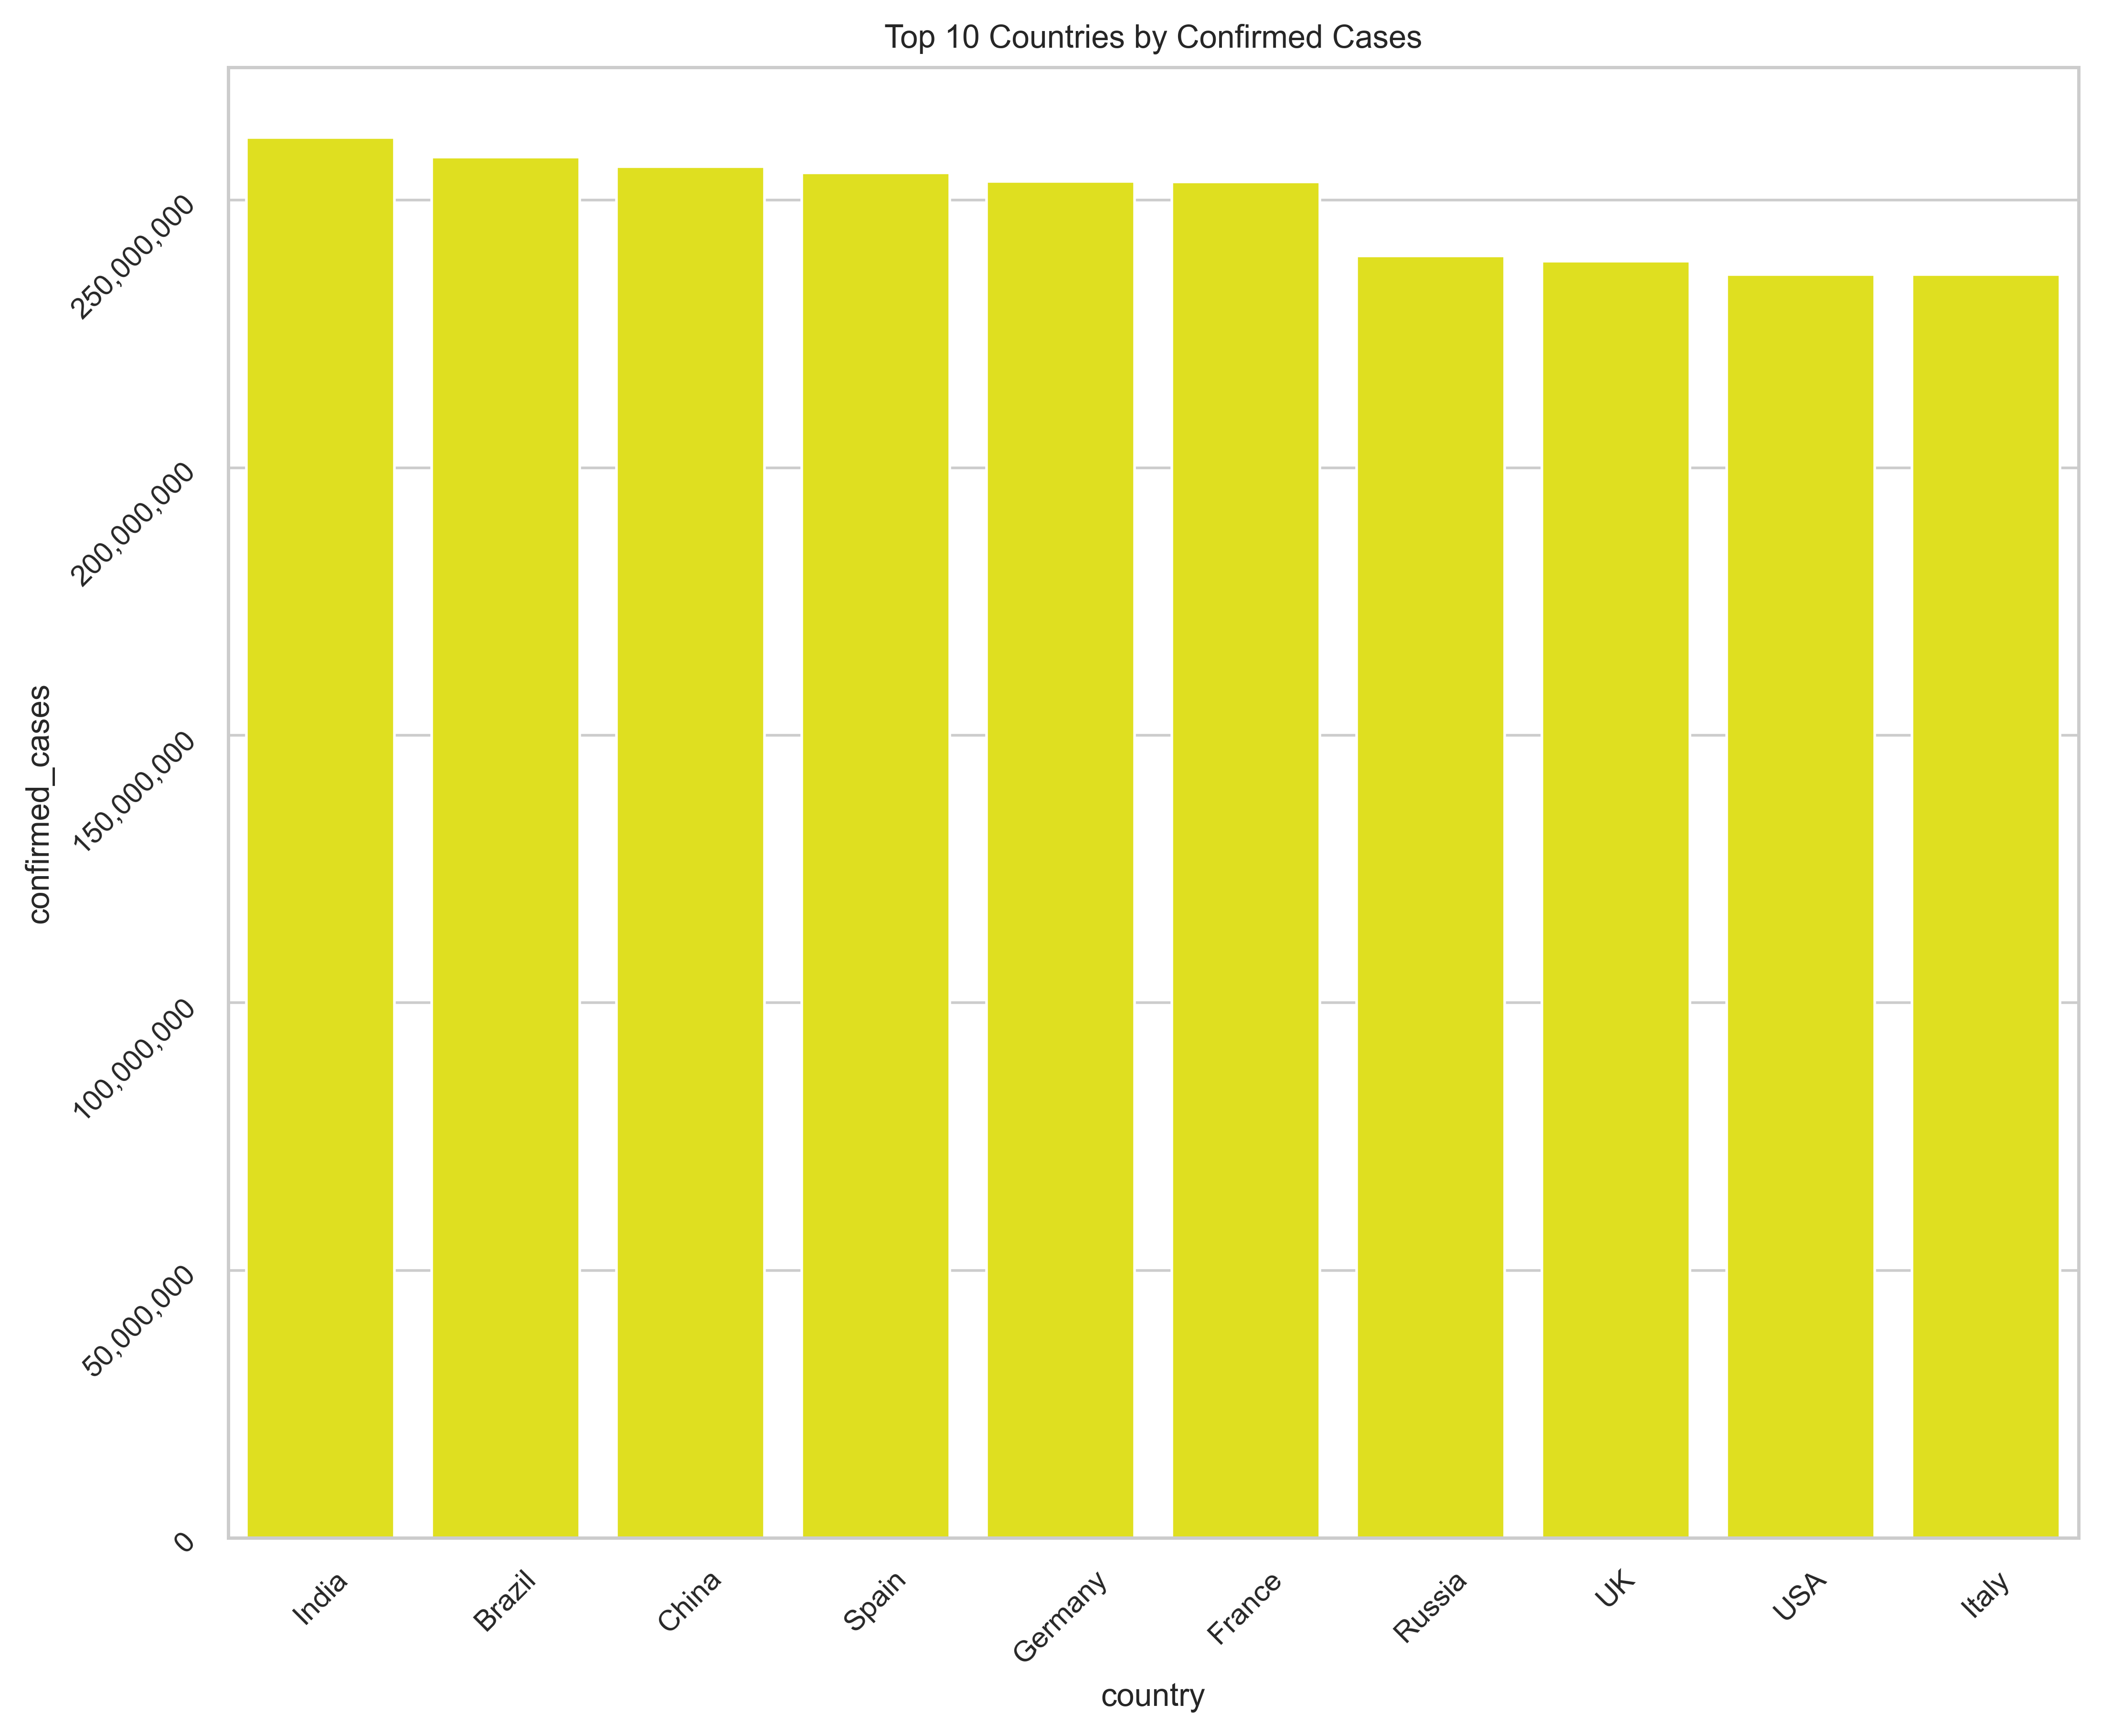 Top 10 Countries by Confirmed Cases
250,000,000
200,000,000
150,000,000
100,000,000
50,000,000
0
confirmed_cases
India
Brazil
China
Spain
Germany
France
Russia
UK
USA
Italy
country